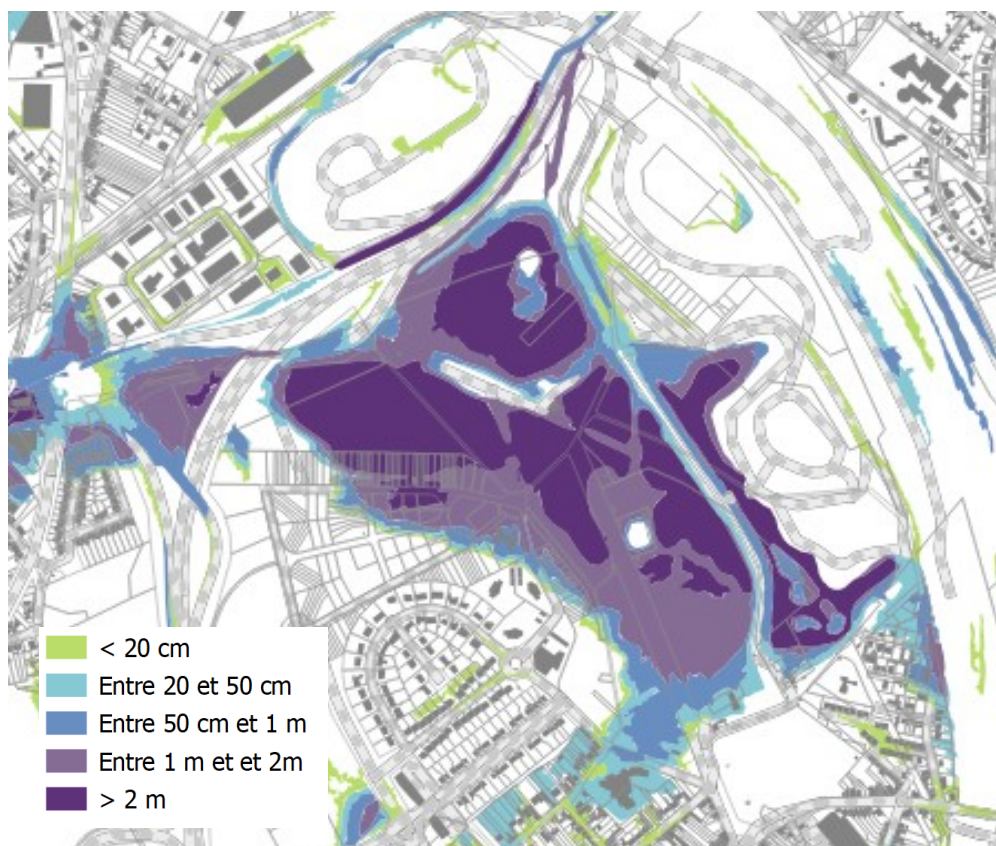 < 20 cm
Entre 20 et 50 cm
Entre 50 cm et 1 m
Entre 1 m et et 2m
> 2 m